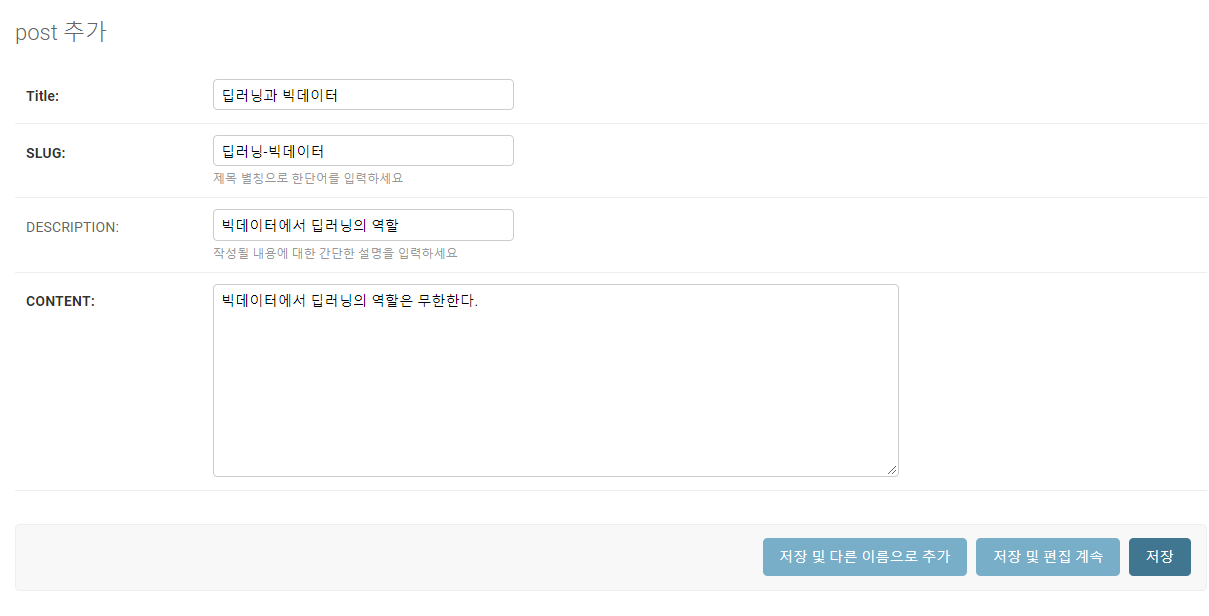 post 추가
Title:
딥러닝과 빅데이터
SLUG:
딥러닝-빅데이터
제목 별칭으로 한단어를 입력하세요
DESCRIPTION:
빅데이터에서 딥러닝의 역할
작성될 내용에 대한 간단한 설명을 입력하세요
CONTENT:
빅데이터에서 딥러닝의 역할은 무한한다.
저장 및 다른 이름으로 추가
저장 및 편집 계속
저장